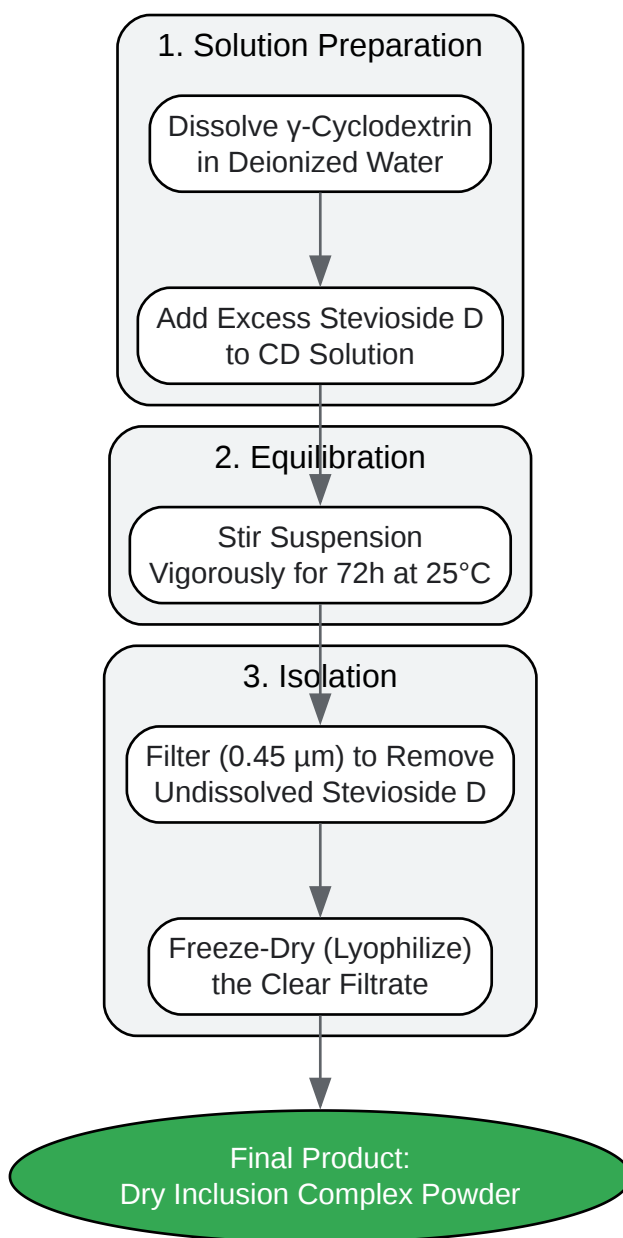 1. Solution Preparation
Dissolve γ-Cyclodextrin
in Deionized Water
Add Excess Stevioside D
to CD Solution
2. Equilibration
Stir Suspension
Vigorously for 72h at 25°C
3. Isolation
Filter (0.45 µm) to Remove
Undissolved Stevioside D
Freeze-Dry (Lyophilize)
the Clear Filtrate
Final Product:
Dry Inclusion Complex Powder